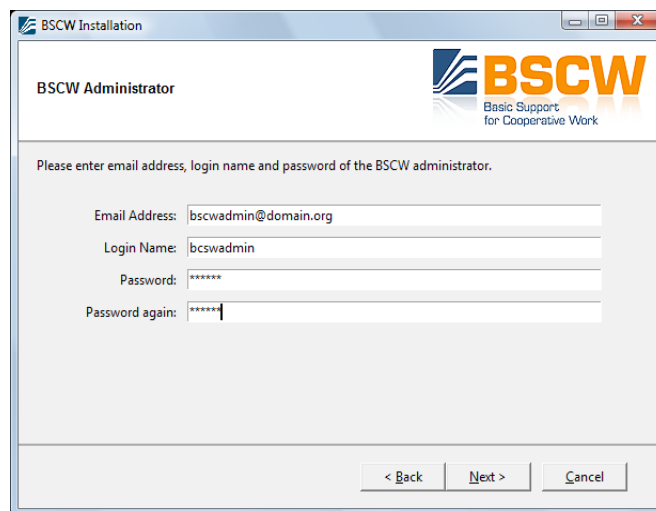 BSCW Installation
BSCW Administrator
BSCW
Basic Support
for Cooperative Work
Please enter email address, login name and password of the BSCW administrator.
Email Address: bscwadmin@domain.org
Login Name: bcswadmin
Password: ******
Password again: ******
< Back Next > Cancel